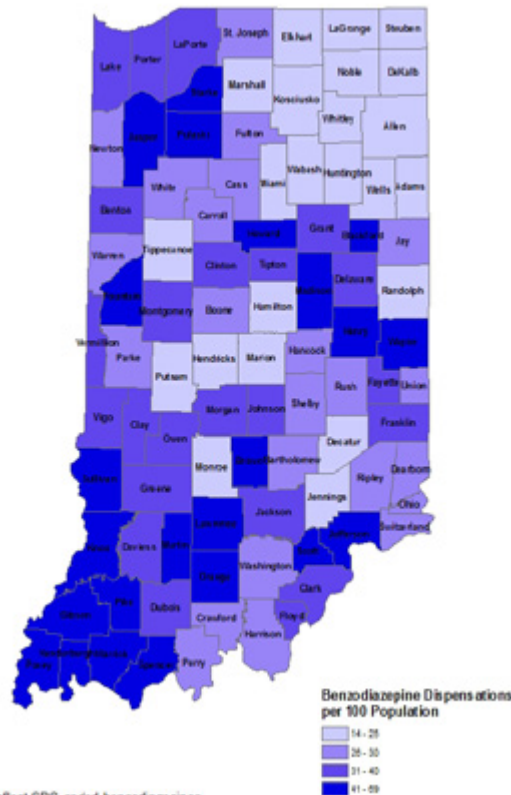 St. Joseph
Elkhart
LaGrange
Steuben
Lake
Porter
LaPorte
Noble
DeKalb
Marshall
Kosciusko
Starke
Whitley
Allen
Jasper
Pulaski
Fulton
Newton
Wabash
Huntington
White
Cass
Miami
Wells
Adams
Benton
Carroll
Howard
Grant
Blackford
Jay
Warren
Tippecanoe
Clinton
Tipton
Madison
Delaware
Randolph
Fountain
Montgomery
Boone
Hamilton
Henry
Wayne
Vermillion
Parke
Putnam
Hendricks
Marion
Hancock
Rush
Fayette
Union
Vigo
Clay
Owen
Morgan
Johnson
Shelby
Franklin
Decatur
Sullivan
Greene
Monroe
Brown
Bartholomew
Ripley
Dearborn
Ohio
Jennings
Switzerland
Knox
Daviess
Martin
Lawrence
Jackson
Jefferson
Scott
Washington
Orange
Gibson
Pike
Dubois
Clark
Crawford
Floyd
Harrison
Posey
Spencer
Perry
Benzodiazepine Dispensations
per 100 Population
14 - 25
26 - 30
31 - 40
41 - 69